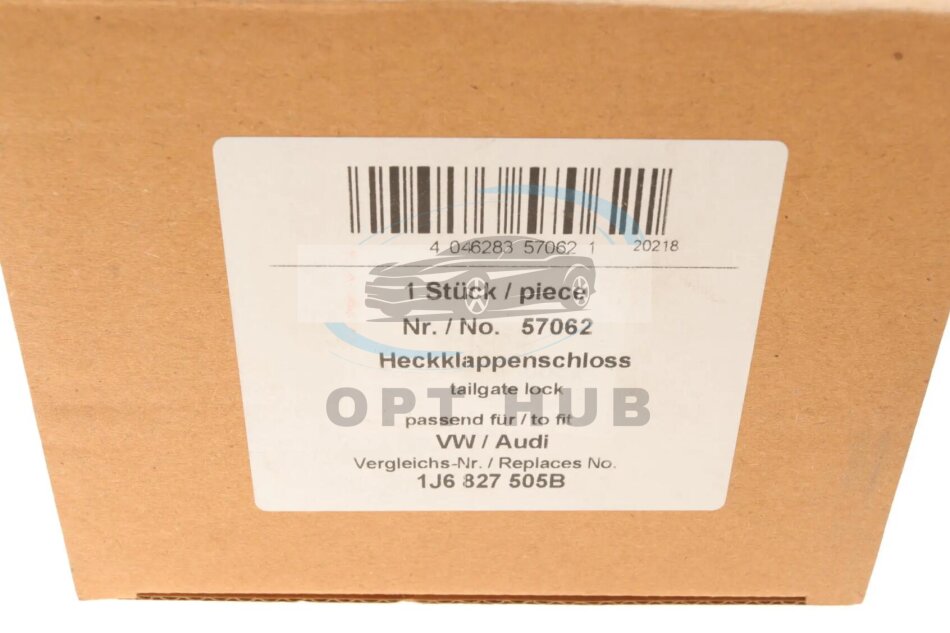 4 046283 57062 1 20218
1 Stück / piece
Nr. / No. 57062
Heckklappenschloss
tailgate lock
OPT HUB
passend für / to fit
VW / Audi
Vergleichs-Nr. / Replaces No.
1J6 827 505B